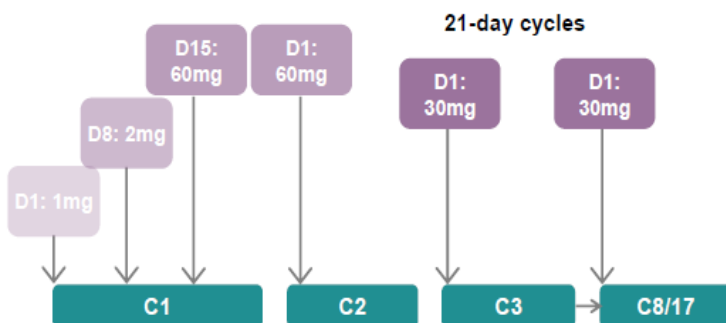 21-day cycles
D15:
60mg
D1:
60mg
D1:
30mg
D1:
30mg
D8: 2mg
D1: 1mg
C1
C2
C3
C8/17